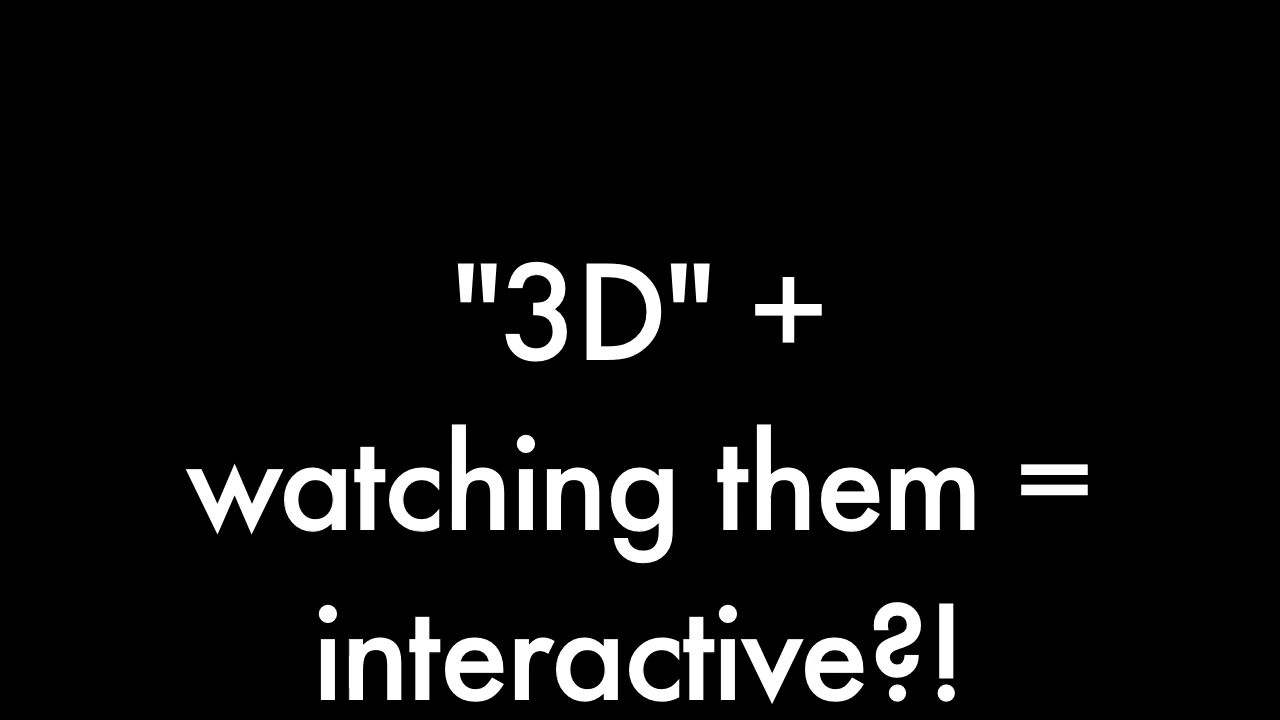 "3D" +
watching them =
interactive?!